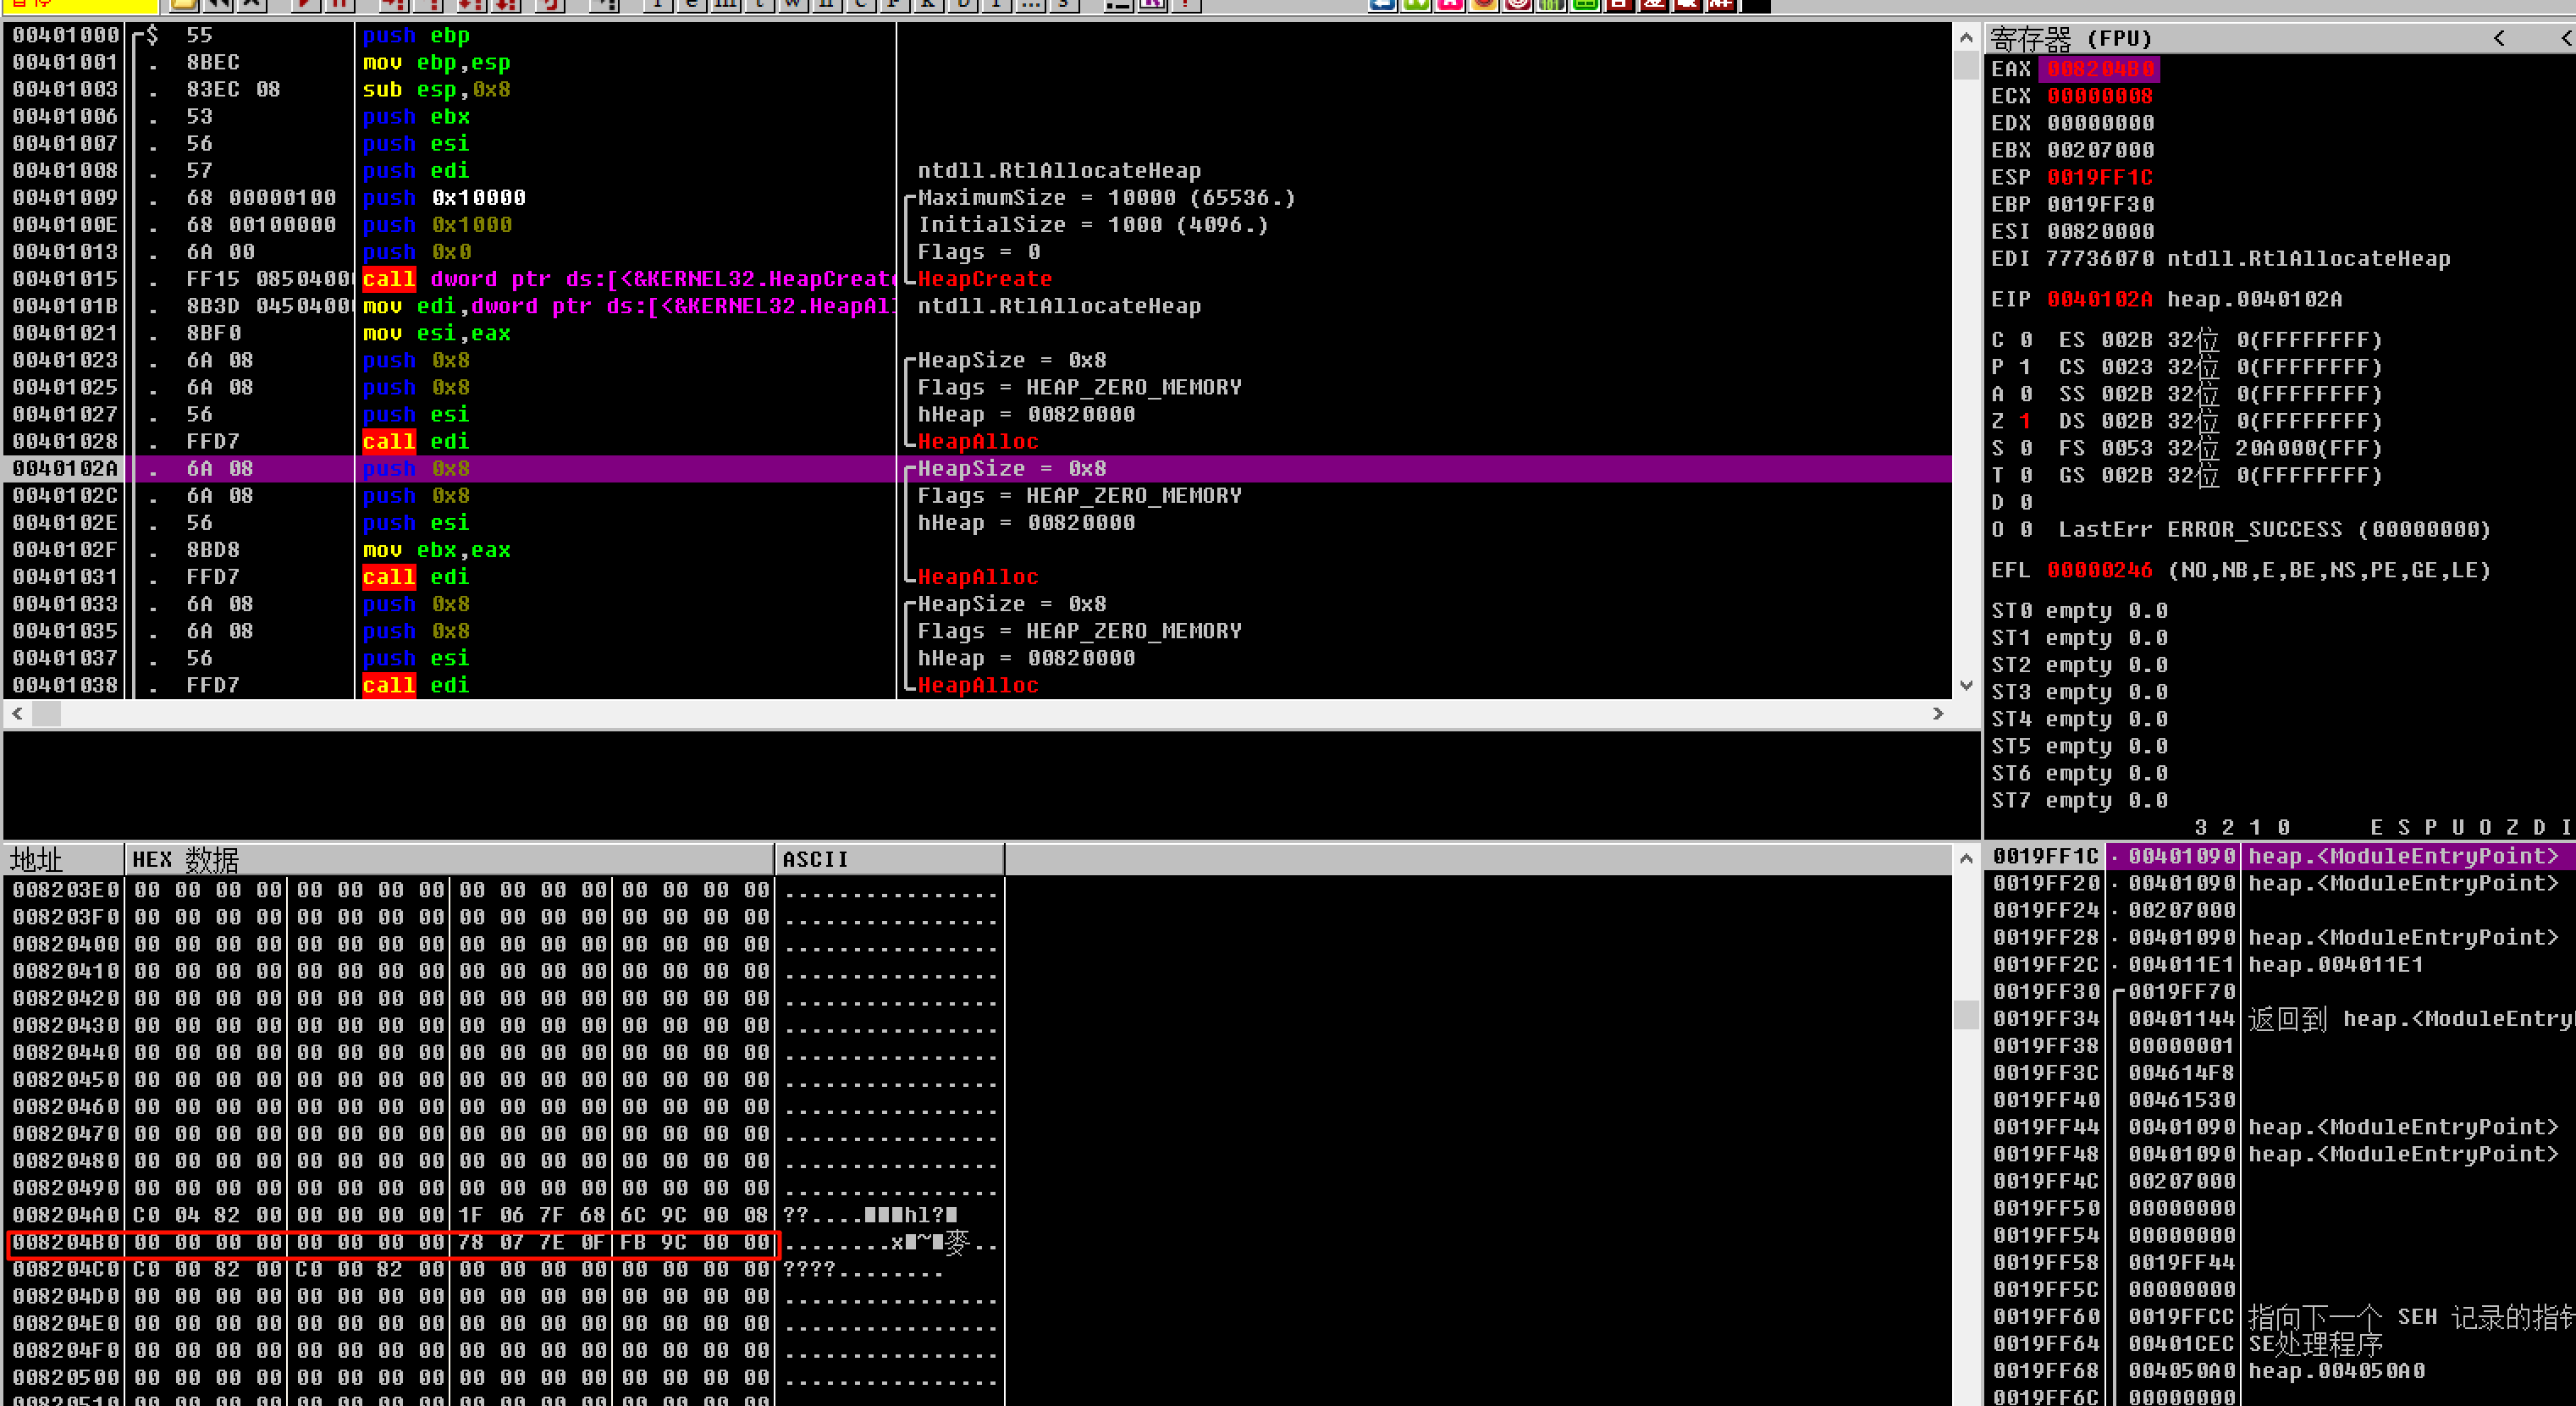 00401000 $ 55 push ebp
00401001 . 8BEC mov ebp,esp
00401003 . 83EC 08 sub esp,0x8
00401006 . 53 push ebx
00401007 . 56 push esi
00401008 . 57 push edi ntdll.RtlAllocateHeap
00401009 . 68 00000100 push 0x10000 MaximumSize = 10000 (65536.)
0040100E . 68 00100000 push 0x1000 InitialSize = 1000 (4096.)
00401013 . 6A 00 push 0x0 Flags = 0
00401015 . FF15 0850400 call dword ptr ds:[<&KERNEL32.HeapCreate HeapCreate
0040101B . 8B3D 0450400 mov edi,dword ptr ds:[<&KERNEL32.HeapAl ntdll.RtlAllocateHeap
00401021 . 8BF0 mov esi,eax
00401023 . 6A 08 push 0x8 HeapSize = 0x8
00401025 . 6A 08 push 0x8 Flags = HEAP_ZERO_MEMORY
00401027 . 56 push esi hHeap = 00820000
00401028 . FFD7 call edi HeapAlloc
0040102A . 6A 08 push 0x8 HeapSize = 0x8
0040102C . 6A 08 push 0x8 Flags = HEAP_ZERO_MEMORY
0040102E . 56 push esi hHeap = 00820000
0040102F . 8BD8 mov ebx,eax
00401031 . FFD7 call edi HeapAlloc
00401033 . 6A 08 push 0x8 HeapSize = 0x8
00401035 . 6A 08 push 0x8 Flags = HEAP_ZERO_MEMORY
00401037 . 56 push esi hHeap = 00820000
00401038 . FFD7 call edi HeapAlloc
寄存器 (FPU) < <
EAX 008204B0
ECX 00000008
EDX 00000000
EBX 00207000
ESP 0019FF1C
EBP 0019FF30
ESI 00820000
EDI 77736070 ntdll.RtlAllocateHeap
EIP 0040102A heap.0040102A
C 0 ES 002B 32位 0(FFFFFFFF)
P 1 CS 0023 32位 0(FFFFFFFF)
A 0 SS 002B 32位 0(FFFFFFFF)
Z 1 DS 002B 32位 0(FFFFFFFF)
S 0 FS 0053 32位 20A000(FFF)
T 0 GS 002B 32位 0(FFFFFFFF)
D 0
O 0 LastErr ERROR_SUCCESS (00000000)
EFL 00000246 (NO,NB,E,BE,NS,PE,GE,LE)
ST0 empty 0.0
ST1 empty 0.0
ST2 empty 0.0
ST3 empty 0.0
ST4 empty 0.0
ST5 empty 0.0
ST6 empty 0.0
ST7 empty 0.0
3 2 1 0 E S P U O Z D I
地址 HEX 数据 ASCII
008203E0 00 00 00 00 00 00 00 00 00 00 00 00 00 00 00 00 ................
008203F0 00 00 00 00 00 00 00 00 00 00 00 00 00 00 00 00 ................
00820400 00 00 00 00 00 00 00 00 00 00 00 00 00 00 00 00 ................
00820410 00 00 00 00 00 00 00 00 00 00 00 00 00 00 00 00 ................
00820420 00 00 00 00 00 00 00 00 00 00 00 00 00 00 00 00 ................
00820430 00 00 00 00 00 00 00 00 00 00 00 00 00 00 00 00 ................
00820440 00 00 00 00 00 00 00 00 00 00 00 00 00 00 00 00 ................
00820450 00 00 00 00 00 00 00 00 00 00 00 00 00 00 00 00 ................
00820460 00 00 00 00 00 00 00 00 00 00 00 00 00 00 00 00 ................
00820470 00 00 00 00 00 00 00 00 00 00 00 00 00 00 00 00 ................
00820480 00 00 00 00 00 00 00 00 00 00 00 00 00 00 00 00 ................
00820490 00 00 00 00 00 00 00 00 00 00 00 00 00 00 00 00 ................
008204A0 C0 04 82 00 00 00 00 00 1F 06 7F 68 6C 9C 00 08 ??....■■■hl?■
008204B0 00 00 00 00 00 00 00 00 78 07 7E 0F FB 9C 00 00 ........x■~■麥..
008204C0 C0 00 82 00 C0 00 82 00 00 00 00 00 00 00 00 00 ????........
008204D0 00 00 00 00 00 00 00 00 00 00 00 00 00 00 00 00 ................
008204E0 00 00 00 00 00 00 00 00 00 00 00 00 00 00 00 00 ................
008204F0 00 00 00 00 00 00 00 00 00 00 00 00 00 00 00 00 ................
00820500 00 00 00 00 00 00 00 00 00 00 00 00 00 00 00 00 ................
00820510 00 00 00 00 00 00 00 00 00 00 00 00 00 00 00 00
0019FF1C 00401090 heap.<ModuleEntryPoint>
0019FF20 00401090 heap.<ModuleEntryPoint>
0019FF24 00207000
0019FF28 00401090 heap.<ModuleEntryPoint>
0019FF2C 004011E1 heap.004011E1
0019FF30 0019FF70
0019FF34 00401144 返回到 heap.<ModuleEntry
0019FF38 00000001
0019FF3C 004614F8
0019FF40 00461530
0019FF44 00401090 heap.<ModuleEntryPoint>
0019FF48 00401090 heap.<ModuleEntryPoint>
0019FF4C 00207000
0019FF50 00000000
0019FF54 00000000
0019FF58 0019FF44
0019FF5C 00000000
0019FF60 0019FFCC 指向下一个 SEH 记录的指针
0019FF64 00401CEC SE处理程序
0019FF68 004050A0 heap.004050A0
0019FF6C 00000000